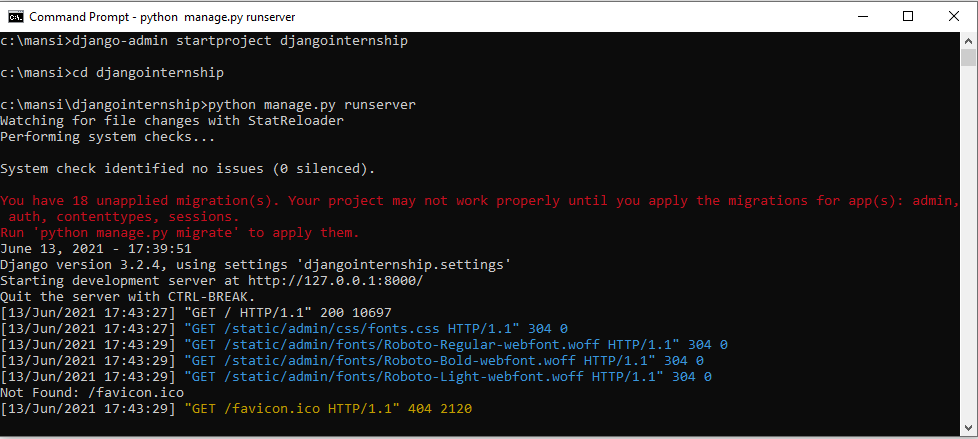 Command Prompt - python  manage.py runserver
c:\mansi>django-admin startproject djangointernship
c:\mansi>cd djangointernship
c:\mansi\djangointernship>python manage.py runserver
Watching for file changes with StatReloader
Performing system checks...
System check identified no issues (0 silenced).
You have 18 unapplied migration(s). Your project may not work properly until you apply the migrations for app(s): admin,
 auth, contenttypes, sessions.
Run 'python manage.py migrate' to apply them.
June 13, 2021 - 17:39:51
Django version 3.2.4, using settings 'djangointernship.settings'
Starting development server at http://127.0.0.1:8000/
Quit the server with CTRL-BREAK.
[13/Jun/2021 17:43:27] "GET / HTTP/1.1" 200 10697
[13/Jun/2021 17:43:27] "GET /static/admin/css/fonts.css HTTP/1.1" 304 0
[13/Jun/2021 17:43:29] "GET /static/admin/fonts/Roboto-Regular-webfont.woff HTTP/1.1" 304 0
[13/Jun/2021 17:43:29] "GET /static/admin/fonts/Roboto-Bold-webfont.woff HTTP/1.1" 304 0
[13/Jun/2021 17:43:29] "GET /static/admin/fonts/Roboto-Light-webfont.woff HTTP/1.1" 304 0
Not Found: /favicon.ico
[13/Jun/2021 17:43:29] "GET /favicon.ico HTTP/1.1" 404 2120